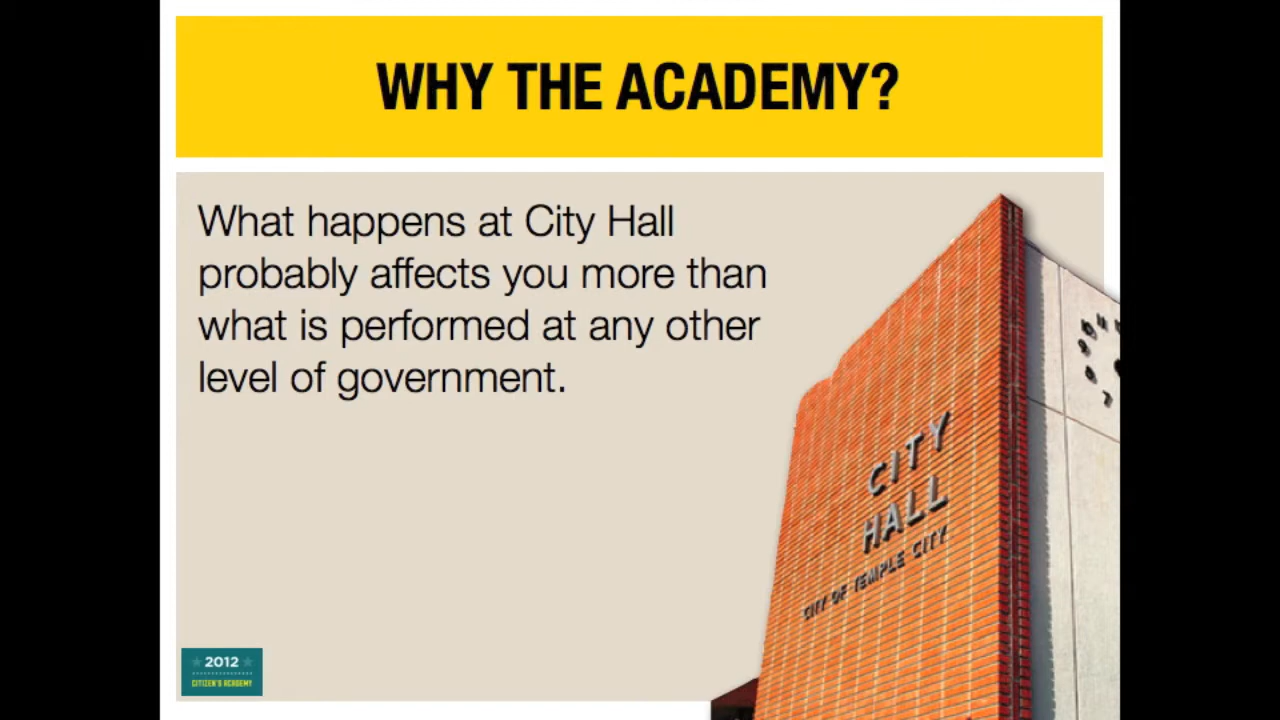 WHY THE ACADEMY?
What happens at City Hall
probably affects you more than
what is performed at any other
level of government.
CITY
HALL
CITY OF TEMPLE CITY
2012
CITIZEN'S ACADEMY